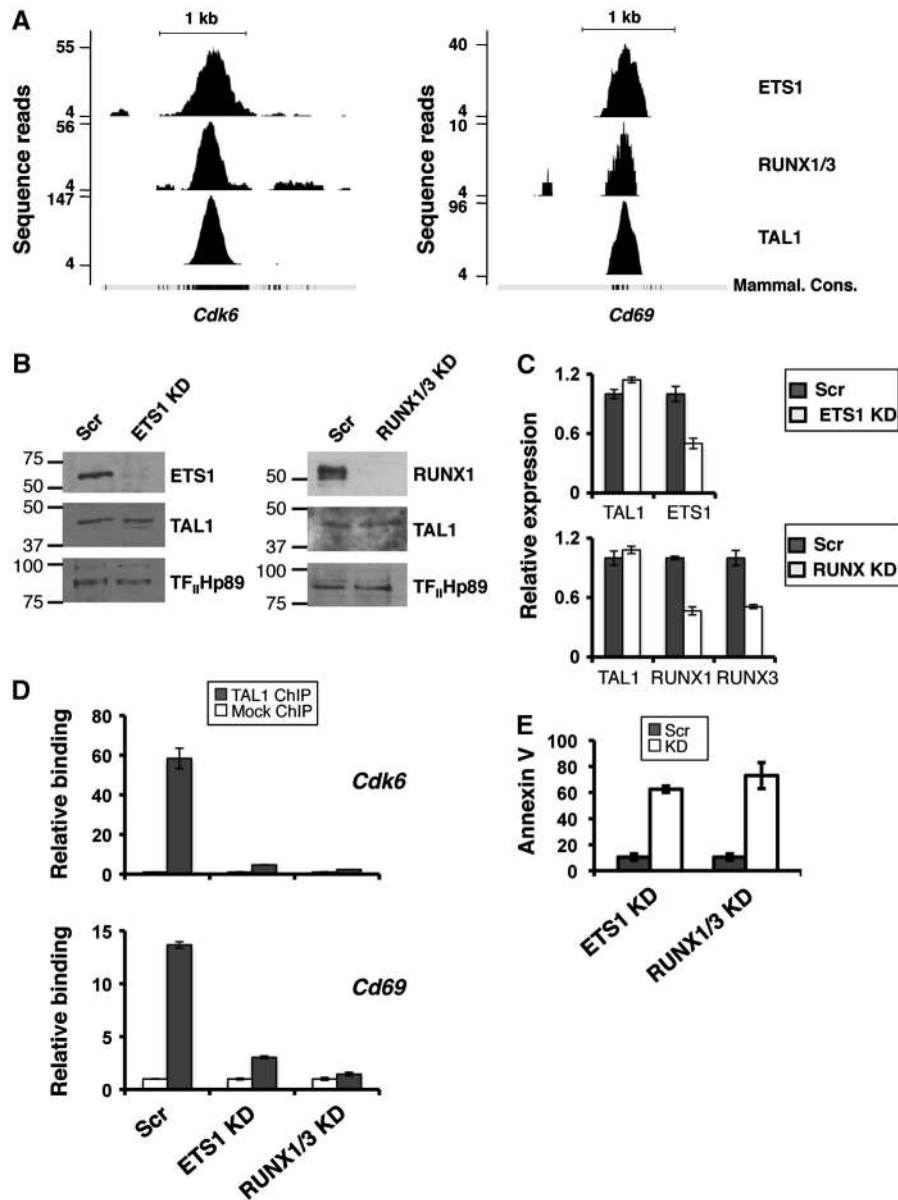 A
1 kb
1 kb
Sequence reads
55
4
56
4
147
4
Cdk6
Sequence reads
40
4
10
4
96
4
Cd69
ETS1
RUNX1/3
TAL1
Mammal. Cons.
B
Scr
ETS1 KD
75
50
ETS1
50
37
TAL1
100
75
TFIIHp89
Scr
RUNX1/3 KD
50
RUNX1
50
37
TAL1
100
75
TFIIHp89
C
Relative expression
1.2
0.6
0
TAL1 ETS1
Scr
ETS1 KD
1.2
0.6
0
TAL1 RUNX1 RUNX3
Scr
RUNX KD
D
TAL1 ChIP
Mock ChIP
Relative binding
80
60
40
20
0
Cdk6
Relative binding
15
10
5
0
Cd69
Scr
ETS1 KD
RUNX1/3 KD
E
Scr
KD
Annexin V
100
80
60
40
20
0
ETS1 KD
RUNX1/3 KD